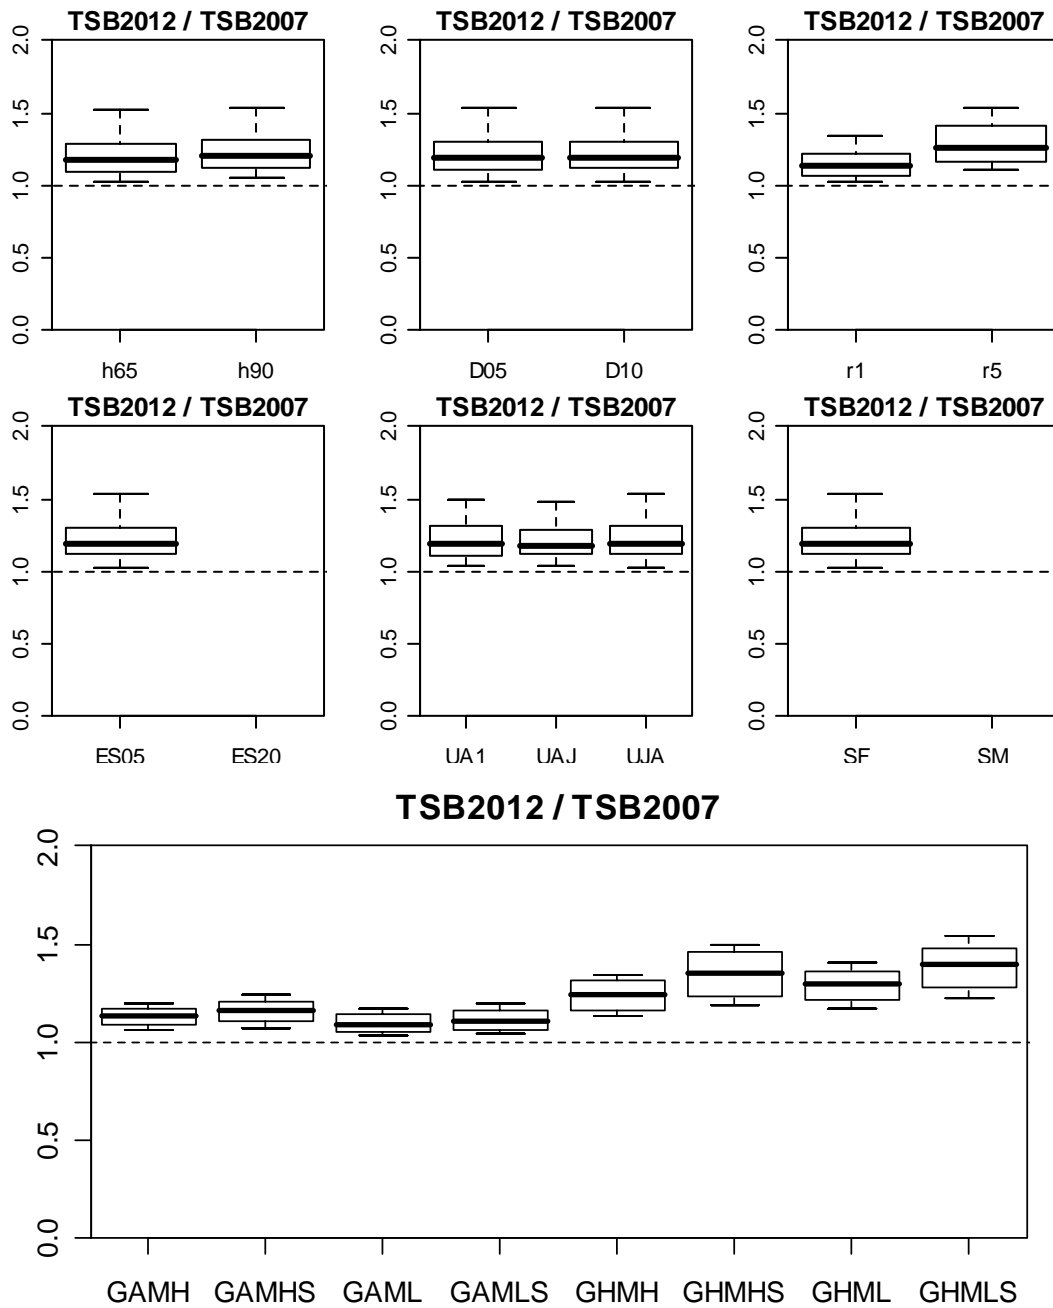 TSB2012 / TSB2007 TSB2012 / TSB2007 TSB2012 / TSB2007
2.0 2.0 2.0
1.5 1.5 1.5
1.0 1.0 1.0
0.5 0.5 0.5
0.0 0.0 0.0
h65 h90 D05 D10 r1 r5
TSB2012 / TSB2007 TSB2012 / TSB2007 TSB2012 / TSB2007
2.0 2.0 2.0
1.5 1.5 1.5
1.0 1.0 1.0
0.5 0.5 0.5
0.0 0.0 0.0
ES05 ES20 UA1 UAJ UJA SF SM
TSB2012 / TSB2007
2.0
1.5
1.0
0.5
0.0
GAMH GAMHS GAML GAMLS GHMH GHMHS GHML GHMLS